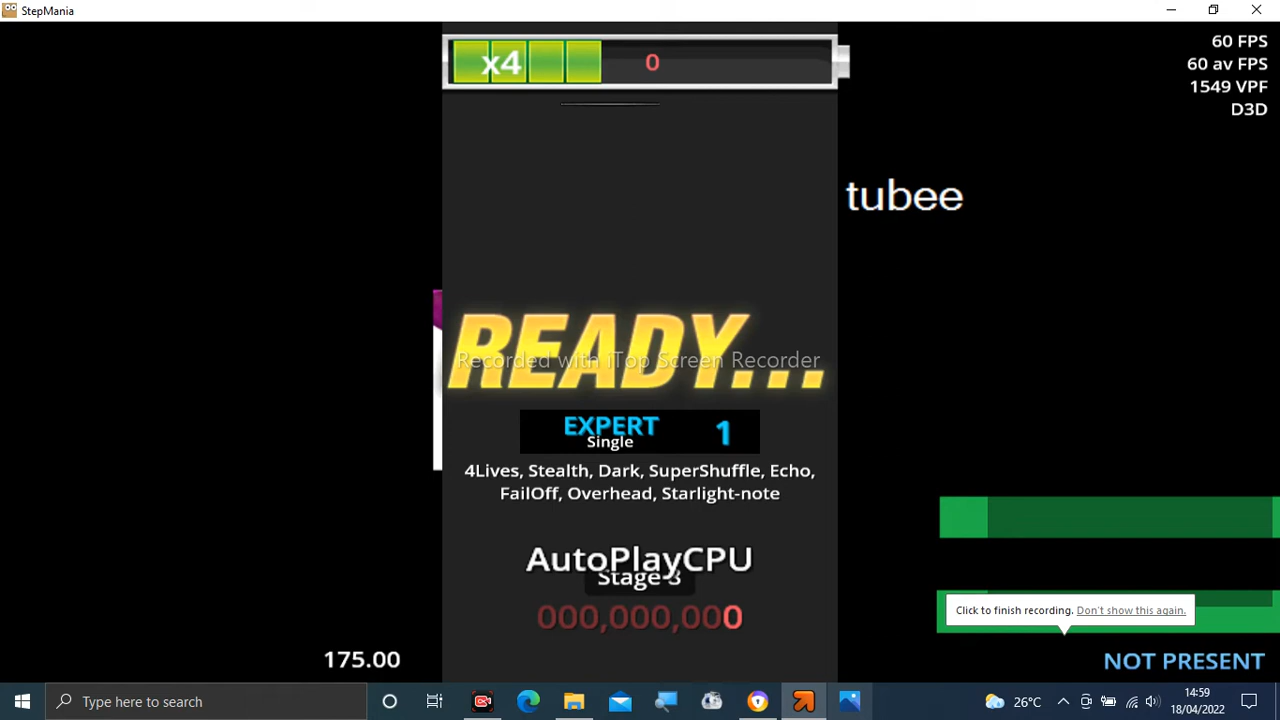 StepMania
60 FPS
60 av FPS
1549 VPF
D3D
x4
0
tubee
READY...
Recorded with iTop Screen Recorder
EXPERT 1
Single
4Lives, Stealth, Dark, SuperShuffle, Echo,
FailOff, Overhead, Starlight-note
AutoPlayCPU
Stage 3
000,000,000
Click to finish recording. Don't show this again.
175.00
NOT PRESENT
Type here to search
26°C
14:59
18/04/2022